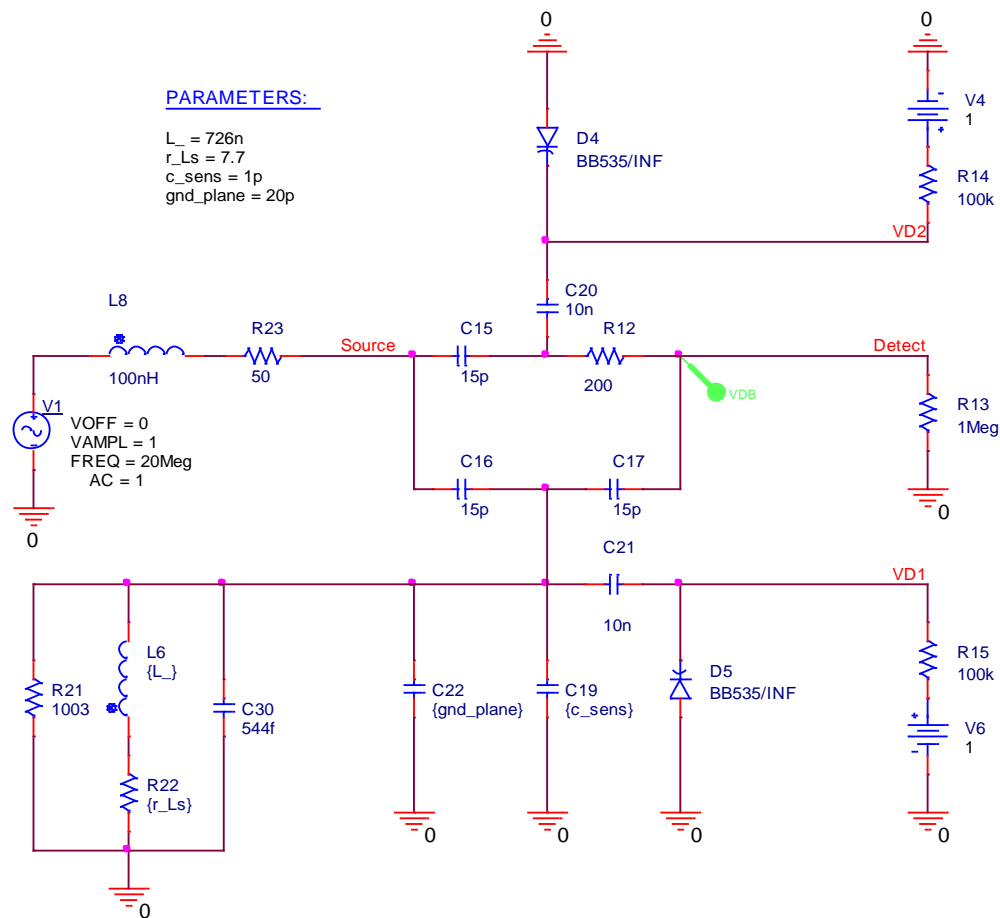 0
0
PARAMETERS:
L_ = 726n
r_Ls = 7.7
c_sens = 1p
gnd_plane = 20p
D4
BB535/INF
-
V4
1
+
R14
100k
VD2
C20
10n
L8
100nH
R23
50
Source
C15
15p
R12
200
Detect
VDB
R13
1Meg
0
V1
+
-
VOFF = 0
VAMPL = 1
FREQ = 20Meg
AC = 1
0
C16
15p
C17
15p
C21
10n
VD1
R21
1003
L6
{L_}
C30
544f
R22
{r_Ls}
0
C22
{gnd_plane}
0
C19
{c_sens}
0
D5
BB535/INF
0
R15
100k
+
V6
1
-
0